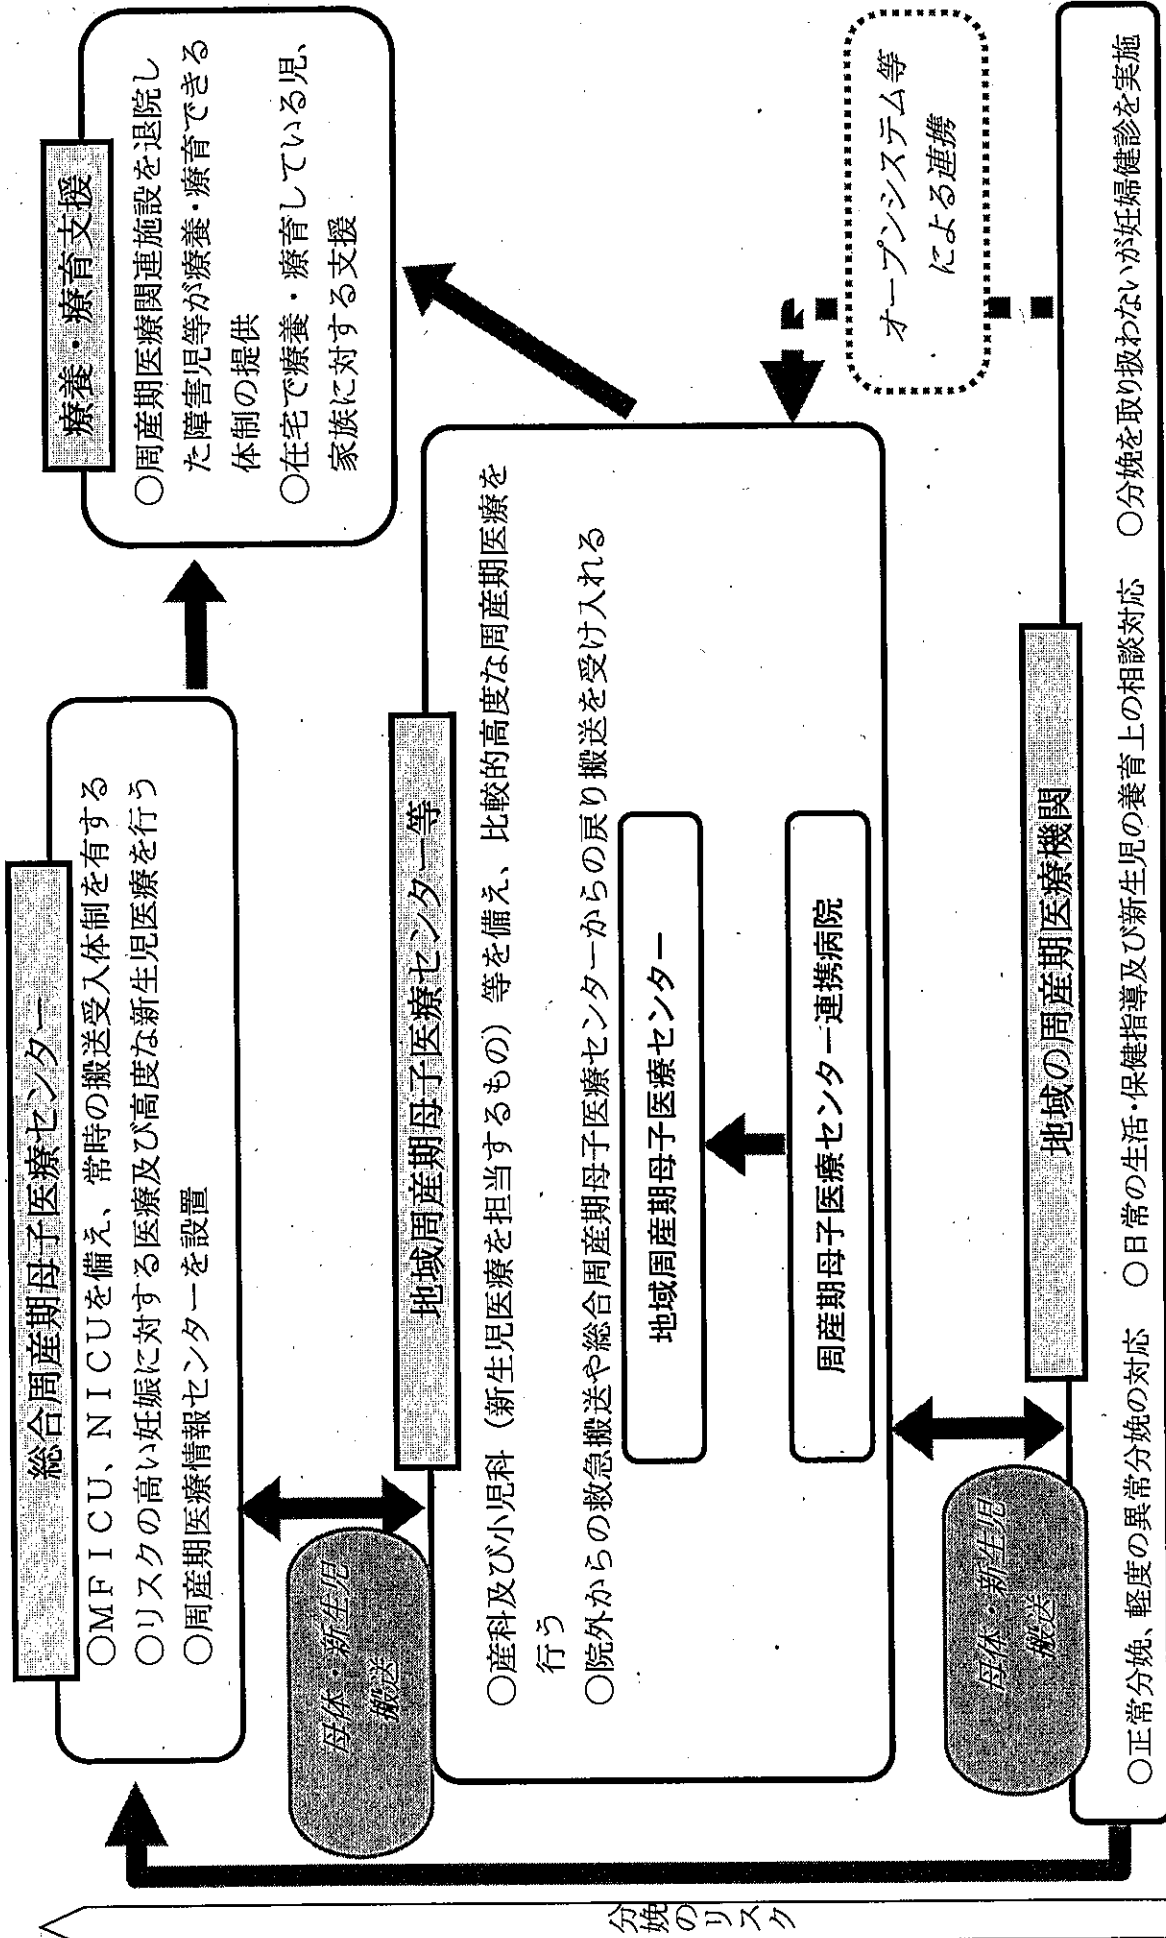 総合周産期母子医療センター
○MFICU、NICUを備え、常時の搬送受入体制を有する
○リスクの高い妊娠に対する医療及び高度な新生児医療を行う
○周産期医療情報センターを設置
療養・療育支援
○周産期医療関連施設を退院し
た障害児等が療養・療育できる
体制の提供
○在宅で療養・療育している児、
家族に対する支援
母体・新生児
搬送
地域周産期母子医療センター等
○産科及び小児科（新生児医療を担当するもの）等を備え、比較的高度な周産期医療を
行う
○院外からの救急搬送や総合周産期母子医療センターからの戻り搬送を受け入れる
地域周産期母子医療センター
周産期母子医療センター連携病院
オープンシステム等
による連携
母体・新生児
搬送
地域の周産期医療機関
○正常分娩、軽度の異常分娩の対応　○日常の生活・保健指導及び新生児の養育上の相談対応　○分娩を取り扱わないが妊婦健診を実施
分娩のリスク